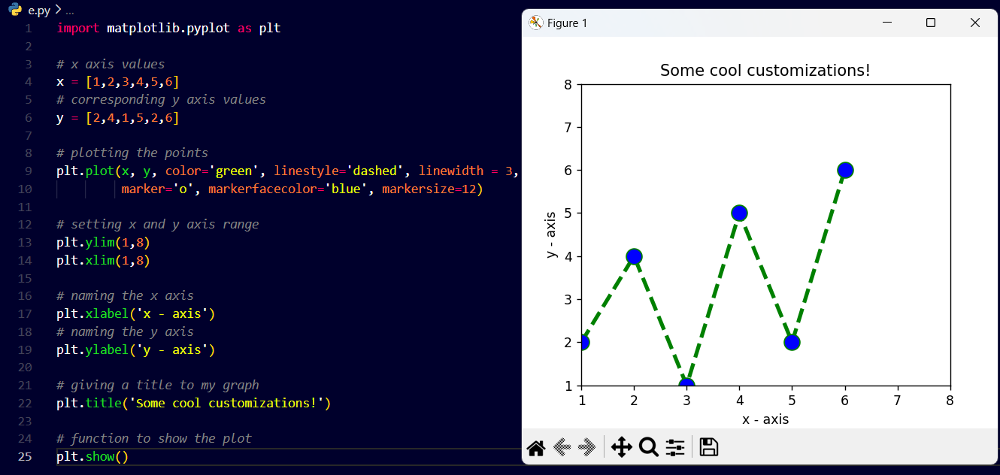 e.py > ...
1 import matplotlib.pyplot as plt
2
3 # x axis values
4 x = [1,2,3,4,5,6]
5 # corresponding y axis values
6 y = [2,4,1,5,2,6]
7
8 # plotting the points
9 plt.plot(x, y, color='green', linestyle='dashed', linewidth = 3,
10 marker='o', markerfacecolor='blue', markersize=12)
11
12 # setting x and y axis range
13 plt.ylim(1,8)
14 plt.xlim(1,8)
15
16 # naming the x axis
17 plt.xlabel('x - axis')
18 # naming the y axis
19 plt.ylabel('y - axis')
20
21 # giving a title to my graph
22 plt.title('Some cool customizations!')
23
24 # function to show the plot
25 plt.show()
Figure 1
Some cool customizations!
8
7
6
5
4
3
2
1
y - axis
1 2 3 4 5 6 7 8
x - axis